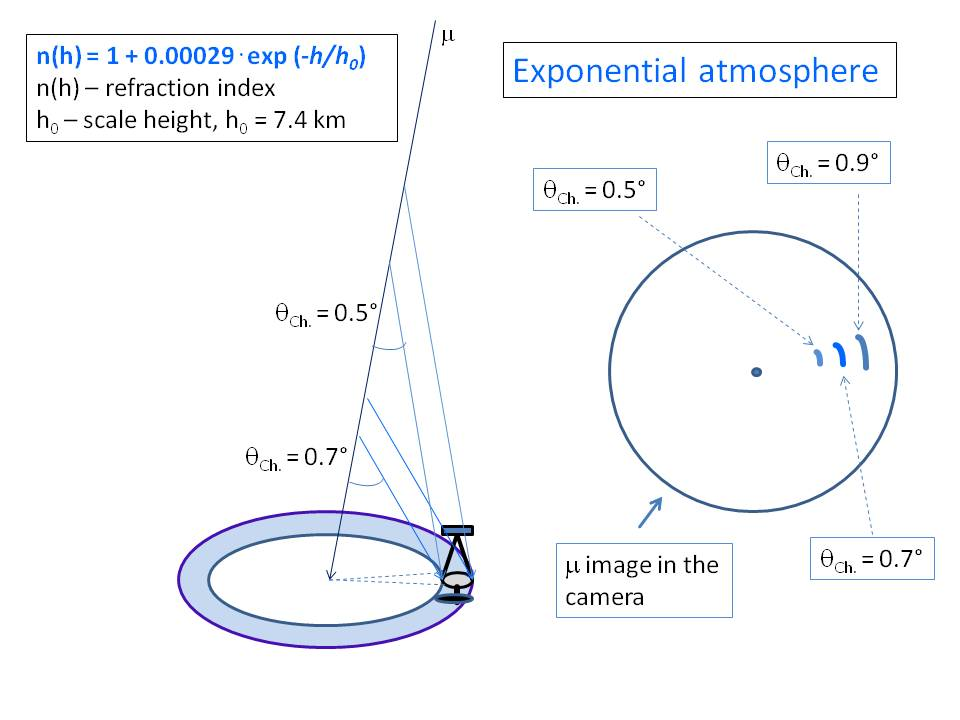 n(h) = 1 + 0.00029·exp (-h/h₀)
n(h) – refraction index
h₀ – scale height, h₀ = 7.4 km
μ
Exponential atmosphere
θCh. = 0.9°
θCh. = 0.5°
θCh. = 0.5°
θCh. = 0.7°
θCh. = 0.7°
μ image in the
camera